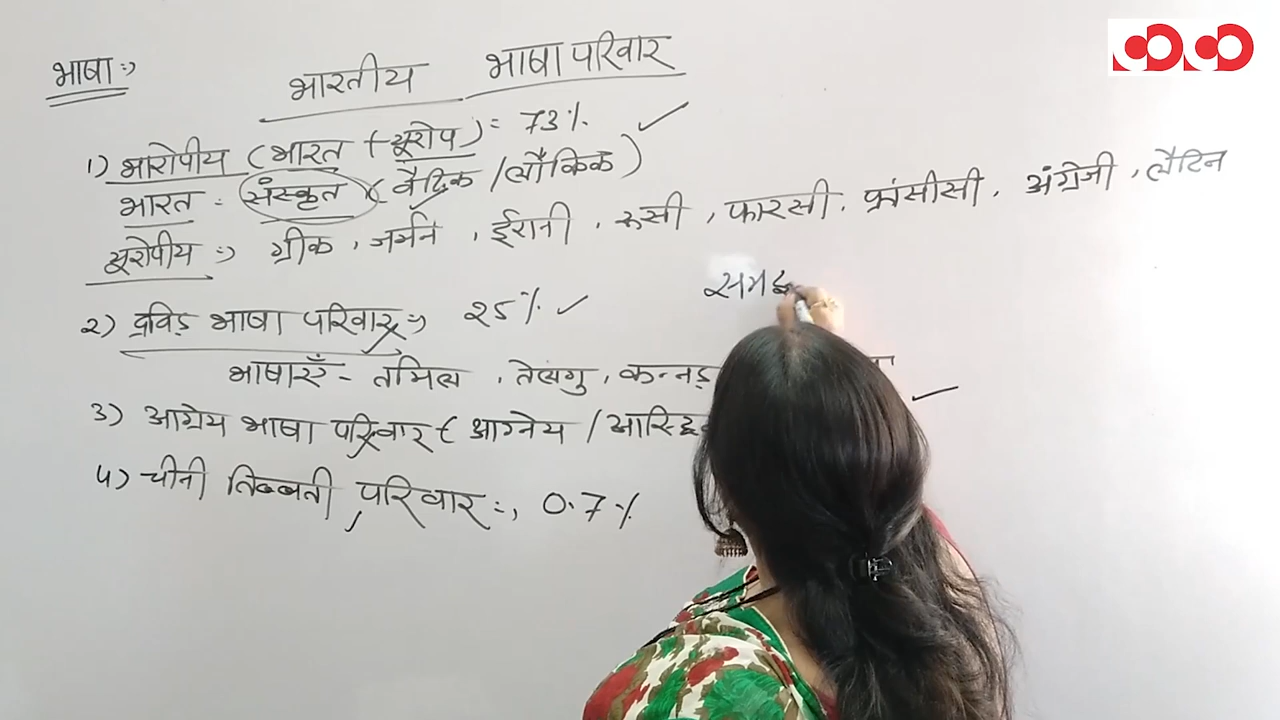 भाषा :→
भारतीय भाषा परिवार
1) भारोपीय (भारत + यूरोप) = 73%
भारत : संस्कृत (वैदिक / लौकिक)
यूरोपीय :→ ग्रीक, जर्मन, ईरानी, रूसी, फारसी, फ्रांसीसी, अंग्रेजी, लैटिन
2) द्रविड़ भाषा परिवार :→ 25%
भाषाएँ - तमिल, तेलगु, कन्नड़
3) आग्नेय भाषा परिवार (आग्नेय /
4) चीनी तिब्बती परिवार :→ 0.7%